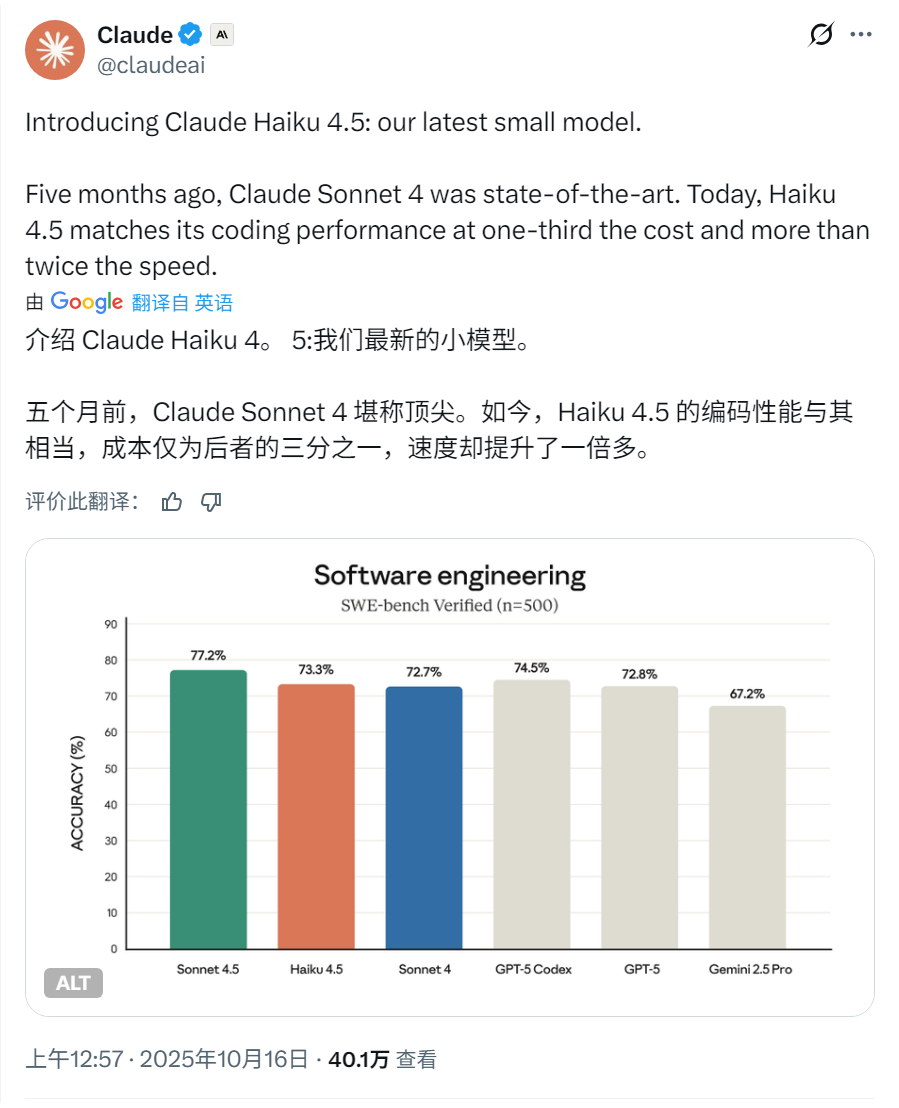 Claude
@claudeai
Introducing Claude Haiku 4.5: our latest small model.
Five months ago, Claude Sonnet 4 was state-of-the-art. Today, Haiku
4.5 matches its coding performance at one-third the cost and more than
twice the speed.
由 Google 翻译自 英语
介绍 Claude Haiku 4。 5:我们最新的小模型。
五个月前，Claude Sonnet 4 堪称顶尖。如今，Haiku 4.5 的编码性能与其
相当，成本仅为后者的三分之一，速度却提升了一倍多。
评价此翻译：
Software engineering
SWE-bench Verified (n=500)
90
80
70
60
50
40
30
20
10
0
ACCURACY (%)
77.2%
73.3%
72.7%
74.5%
72.8%
67.2%
Sonnet 4.5
Haiku 4.5
Sonnet 4
GPT-5 Codex
GPT-5
Gemini 2.5 Pro
ALT
上午12:57 · 2025年10月16日 · 40.1万 查看